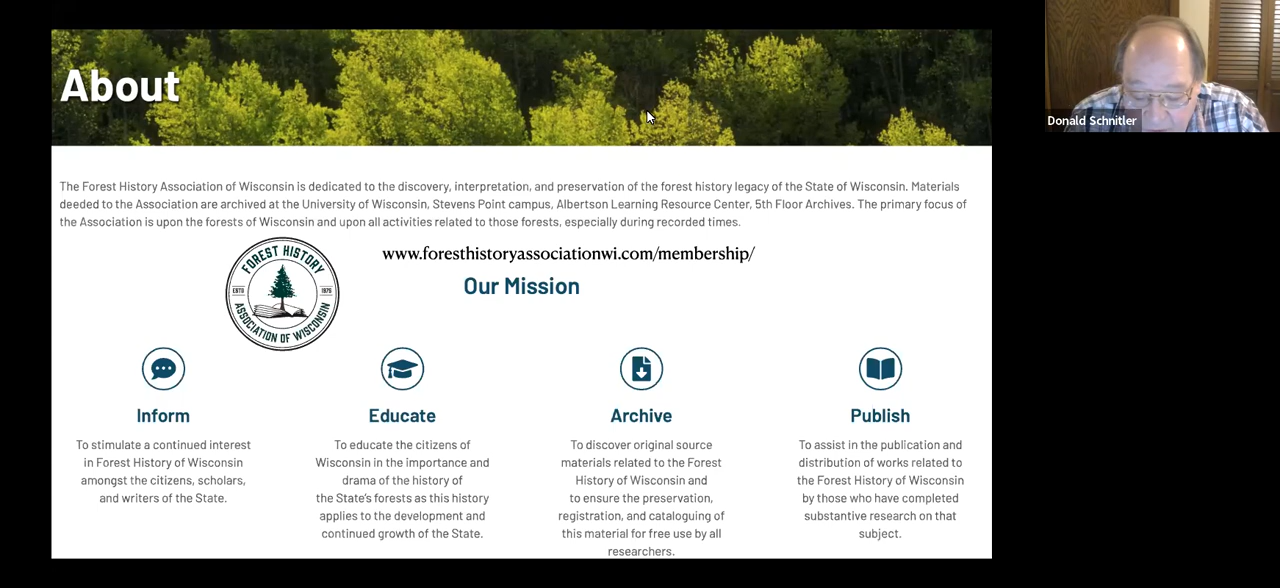 About
Donald Schnitler
The Forest History Association of Wisconsin is dedicated to the discovery, interpretation, and preservation of the forest history legacy of the State of Wisconsin. Materials
deeded to the Association are archived at the University of Wisconsin, Stevens Point campus, Albertson Learning Resource Center, 5th Floor Archives. The primary focus of
the Association is upon the forests of Wisconsin and upon all activities related to those forests, especially during recorded times.
www.foresthistoryassociationwi.com/membership/
FOREST HISTORY
ESTD 1975
ASSOCIATION OF WISCONSIN
Our Mission
Inform
To stimulate a continued interest
in Forest History of Wisconsin
amongst the citizens, scholars,
and writers of the State.
Educate
To educate the citizens of
Wisconsin in the importance and
drama of the history of
the State's forests as this history
applies to the development and
continued growth of the State.
Archive
To discover original source
materials related to the Forest
History of Wisconsin and
to ensure the preservation,
registration, and cataloguing of
this material for free use by all
researchers.
Publish
To assist in the publication and
distribution of works related to
the Forest History of Wisconsin
by those who have completed
substantive research on that
subject.